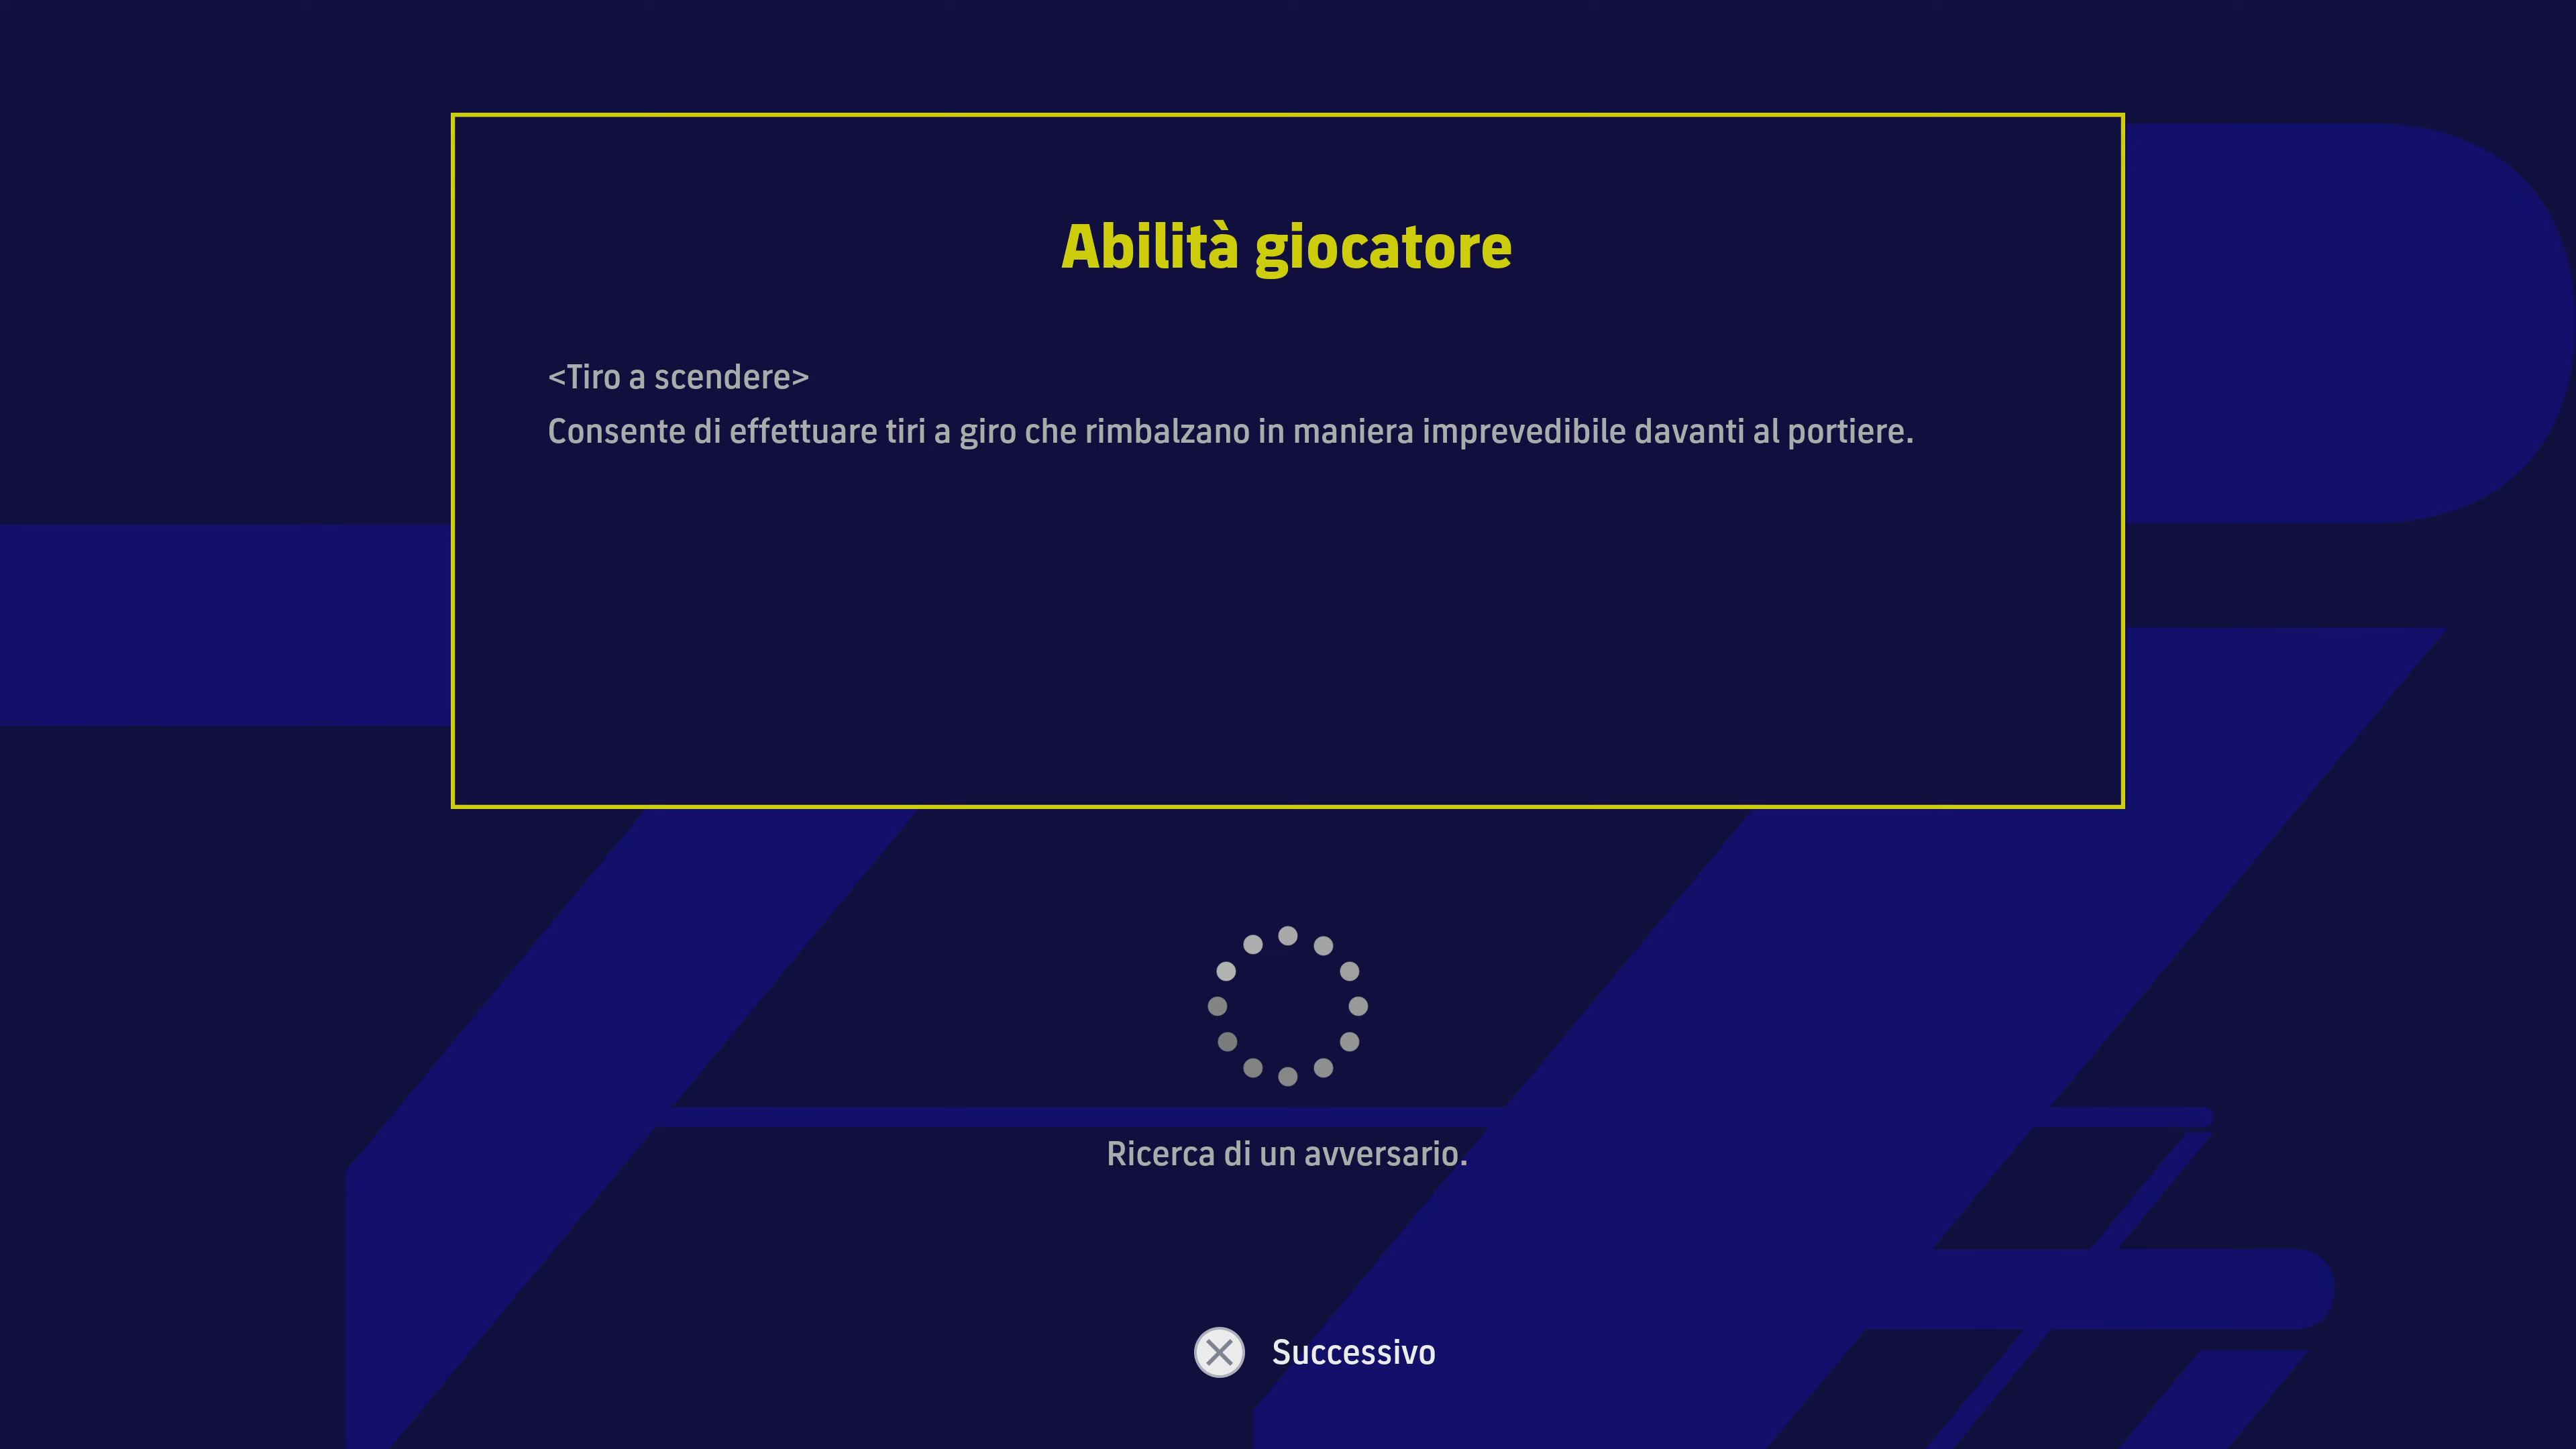 Abilità giocatore
<Tiro a scendere>
Consente di effettuare tiri a giro che rimbalzano in maniera imprevedibile davanti al portiere.
Ricerca di un avversario.
Successivo